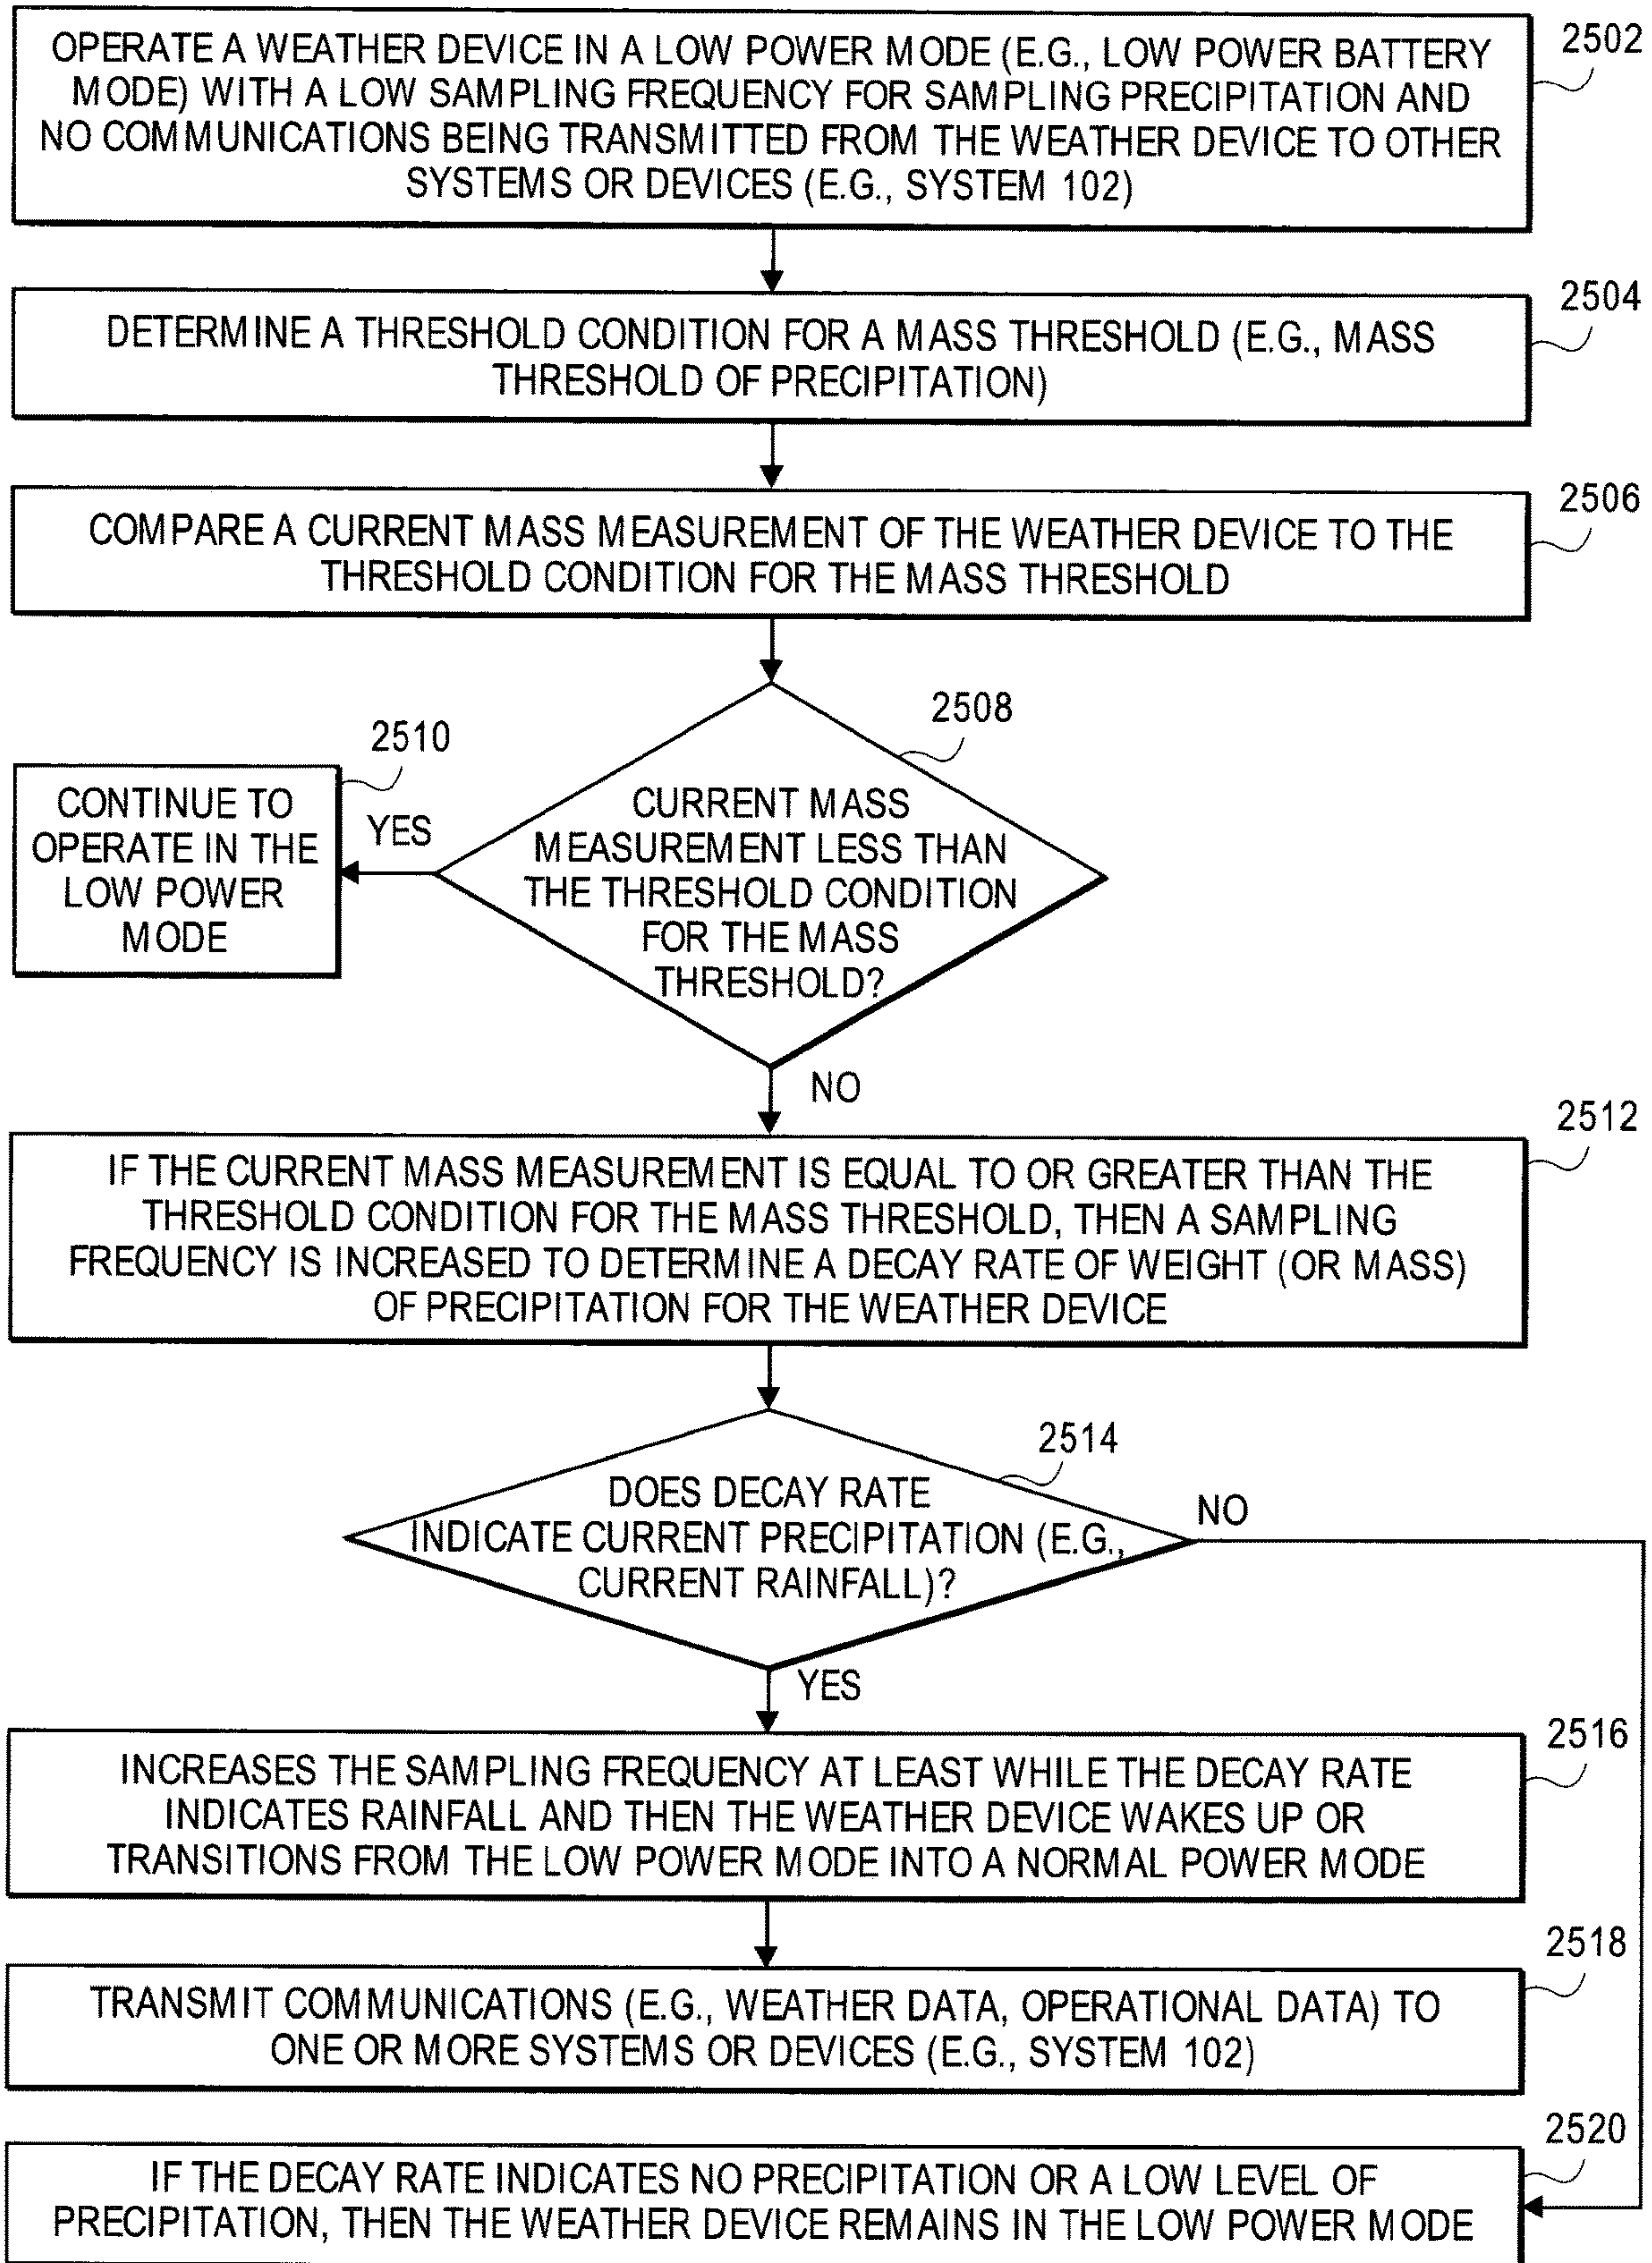 OPERATE A WEATHER DEVICE IN A LOW POWER MODE (E.G., LOW POWER BATTERY
MODE) WITH A LOW SAMPLING FREQUENCY FOR SAMPLING PRECIPITATION AND
NO COMMUNICATIONS BEING TRANSMITTED FROM THE WEATHER DEVICE TO OTHER
SYSTEMS OR DEVICES (E.G., SYSTEM 102)
2502
DETERMINE A THRESHOLD CONDITION FOR A MASS THRESHOLD (E.G., MASS
THRESHOLD OF PRECIPITATION)
2504
COMPARE A CURRENT MASS MEASUREMENT OF THE WEATHER DEVICE TO THE
THRESHOLD CONDITION FOR THE MASS THRESHOLD
2506
2508
CURRENT MASS
MEASUREMENT LESS THAN
THE THRESHOLD CONDITION
FOR THE MASS
THRESHOLD?
YES
2510
CONTINUE TO
OPERATE IN THE
LOW POWER
MODE
NO
2512
IF THE CURRENT MASS MEASUREMENT IS EQUAL TO OR GREATER THAN THE
THRESHOLD CONDITION FOR THE MASS THRESHOLD, THEN A SAMPLING
FREQUENCY IS INCREASED TO DETERMINE A DECAY RATE OF WEIGHT (OR MASS)
OF PRECIPITATION FOR THE WEATHER DEVICE
2514
DOES DECAY RATE
INDICATE CURRENT PRECIPITATION (E.G.,
CURRENT RAINFALL)?
NO
YES
2516
INCREASES THE SAMPLING FREQUENCY AT LEAST WHILE THE DECAY RATE
INDICATES RAINFALL AND THEN THE WEATHER DEVICE WAKES UP OR
TRANSITIONS FROM THE LOW POWER MODE INTO A NORMAL POWER MODE
2518
TRANSMIT COMMUNICATIONS (E.G., WEATHER DATA, OPERATIONAL DATA) TO
ONE OR MORE SYSTEMS OR DEVICES (E.G., SYSTEM 102)
2520
IF THE DECAY RATE INDICATES NO PRECIPITATION OR A LOW LEVEL OF
PRECIPITATION, THEN THE WEATHER DEVICE REMAINS IN THE LOW POWER MODE